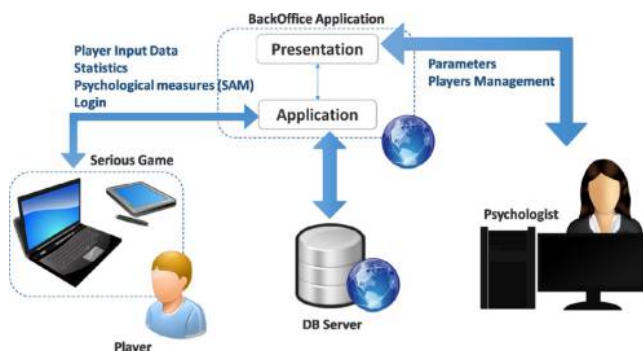 BackOffice Application
Presentation
Application
Player Input Data
Statistics
Psychological measures (SAM)
Login
Parameters
Players Management
Serious Game
Player
DB Server
Psychologist